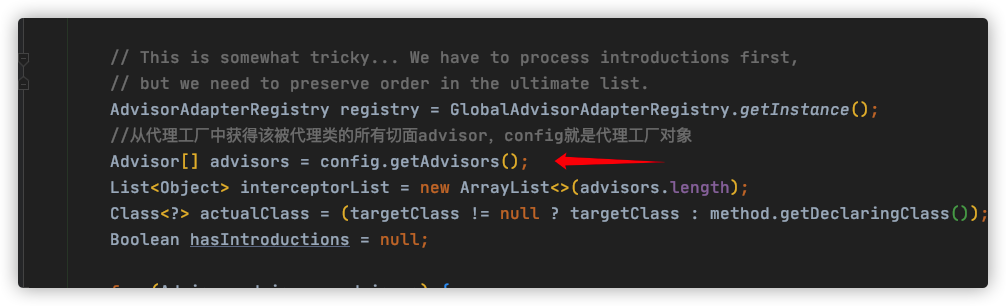 // This is somewhat tricky... We have to process introductions first,
// but we need to preserve order in the ultimate list.
AdvisorAdapterRegistry registry = GlobalAdvisorAdapterRegistry.getInstance();
//从代理工厂中获得该被代理类的所有切面advisor，config就是代理工厂对象
Advisor[] advisors = config.getAdvisors();
List<Object> interceptorList = new ArrayList<>(advisors.length);
Class<?> actualClass = (targetClass != null ? targetClass : method.getDeclaringClass());
Boolean hasIntroductions = null;